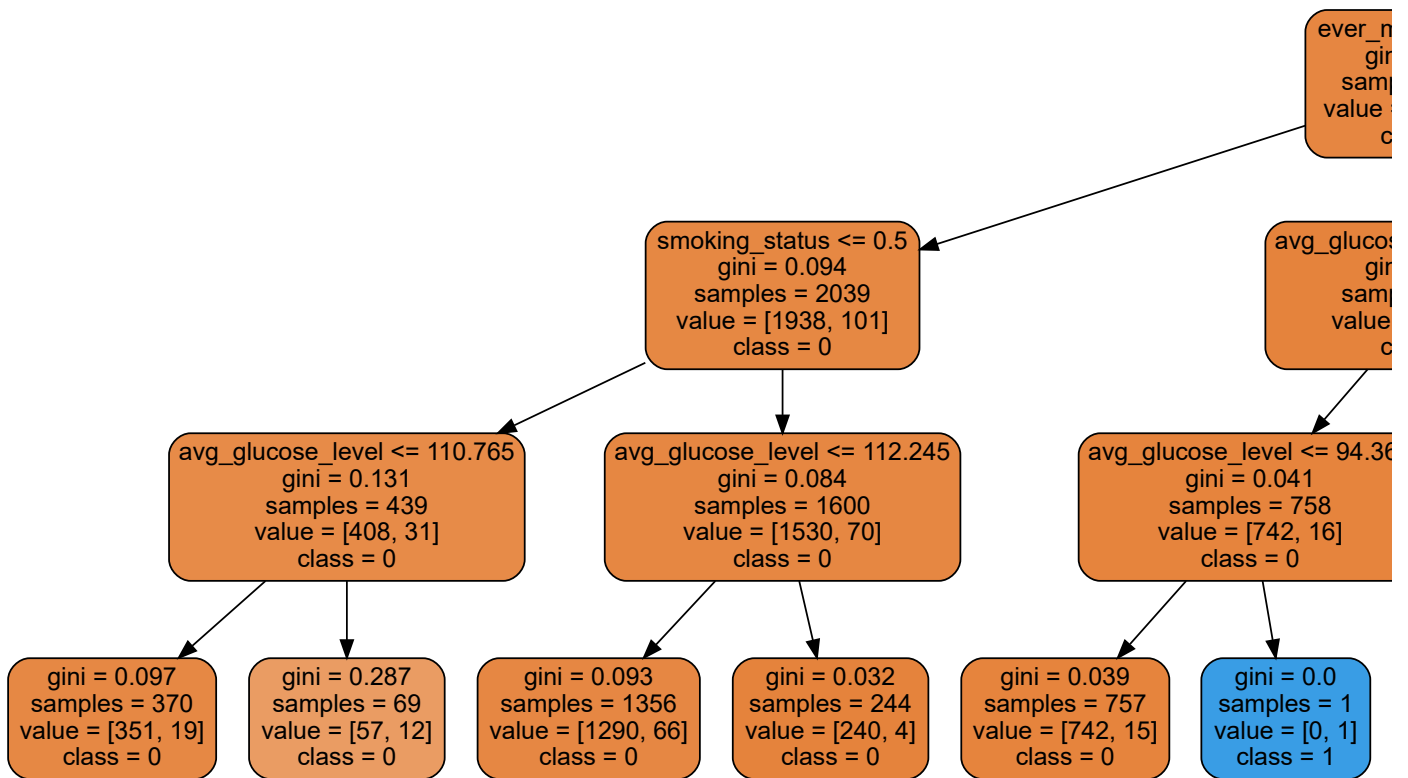 ever_m
gin
samp
value =
c
smoking_status <= 0.5
gini = 0.094
samples = 2039
value = [1938, 101]
class = 0
avg_glucos
gin
samp
value
c
avg_glucose_level <= 110.765
gini = 0.131
samples = 439
value = [408, 31]
class = 0
avg_glucose_level <= 112.245
gini = 0.084
samples = 1600
value = [1530, 70]
class = 0
avg_glucose_level <= 94.36
gini = 0.041
samples = 758
value = [742, 16]
class = 0
gini = 0.097
samples = 370
value = [351, 19]
class = 0
gini = 0.287
samples = 69
value = [57, 12]
class = 0
gini = 0.093
samples = 1356
value = [1290, 66]
class = 0
gini = 0.032
samples = 244
value = [240, 4]
class = 0
gini = 0.039
samples = 757
value = [742, 15]
class = 0
gini = 0.0
samples = 1
value = [0, 1]
class = 1